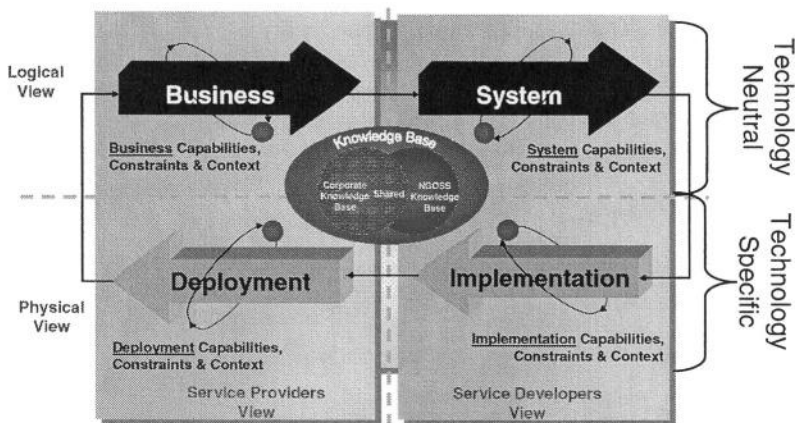 Logical
View
Business
System
Technology
Neutral
Business Capabilities,
Constraints & Context
Knowledge Base
System Capabilities,
Constraints & Context
Corporate
Knowledge
Base
Shared
NGOSS
Knowledge
Base
Deployment
Implementation
Technology
Specific
Physical
View
Deployment Capabilities,
Constraints & Context
Implementation Capabilities,
Constraints & Context
Service Providers
View
Service Developers
View